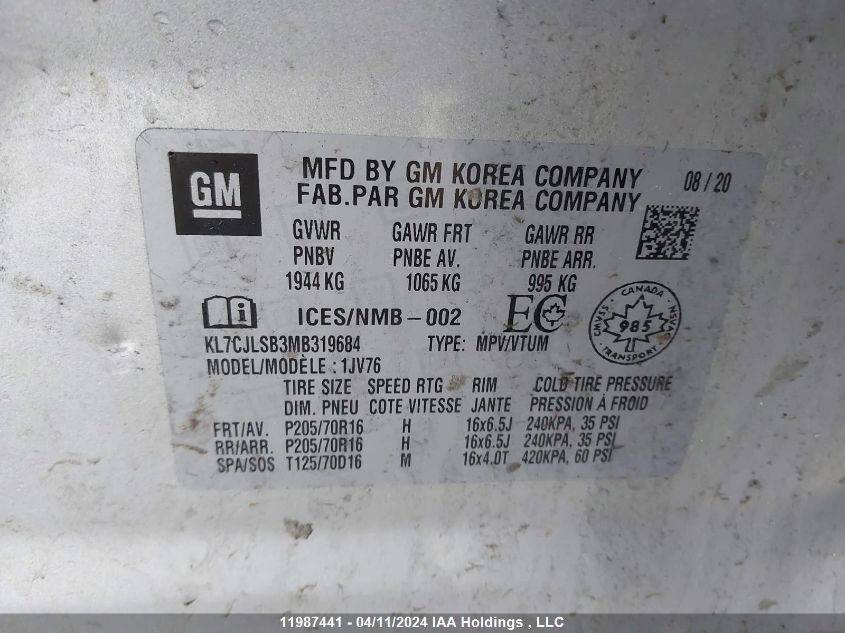 GM
MFD BY GM KOREA COMPANY 08 / 20
FAB.PAR GM KOREA COMPANY
GVWR GAWR FRT GAWR RR
PNBV PNBE AV. PNBE ARR.
1944 KG 1065 KG 995 KG
ICES/NMB-002 EC
CANADA
CMVSS NSVAC
985
TRANSPORT
KL7CJLSB3MB319684 TYPE: MPV/VTUM
MODEL/MODÈLE : 1JV76
TIRE SIZE SPEED RTG RIM COLD TIRE PRESSURE
DIM. PNEU COTE VITESSE JANTE PRESSION À FROID
FRT/AV. P205/70R16 H 16x6.5J 240KPA, 35 PSI
RR/ARR. P205/70R16 H 16x6.5J 240KPA, 35 PSI
SPA/SOS T125/70D16 M 16x4.0T 420KPA, 60 PSI
11987441 - 04/11/2024 IAA Holdings , LLC